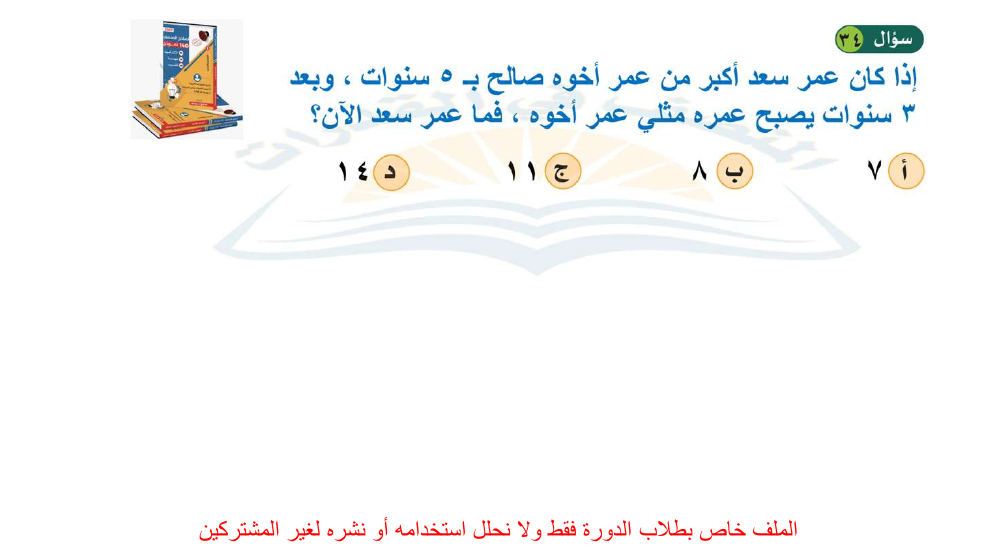 سؤال ٣٤
إذا كان عمر سعد أكبر من عمر أخوه صالح بـ ٥ سنوات ، وبعد
٣ سنوات يصبح عمره مثلي عمر أخوه ، فما عمر سعد الآن؟
أ ٧ ب ٨ ج ١١ د ١٤
الملف خاص بطلاب الدورة فقط ولا نحلل استخدامه أو نشره لغير المشتركين